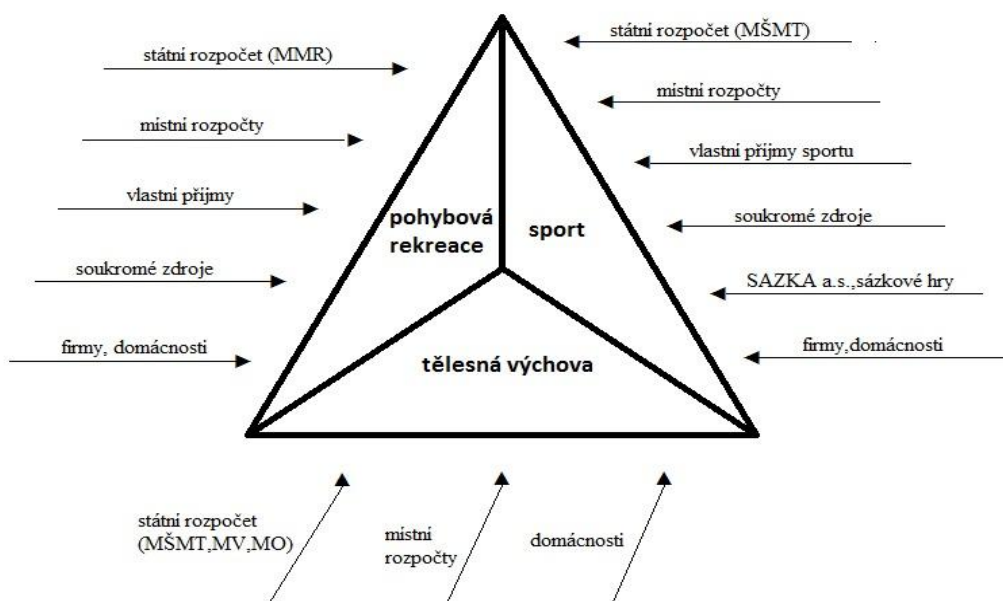 státní rozpočet (MMR)
místní rozpočty
vlastní příjmy
soukromé zdroje
firmy, domácnosti
státní rozpočet (MŠMT)
místní rozpočty
vlastní příjmy sportu
soukromé zdroje
SAZKA a.s.,sázkové hry
firmy,domácnosti
pohybová
rekreace
sport
tělesná výchova
státní rozpočet
(MŠMT,MV,MO)
místní
rozpočty
domácnosti